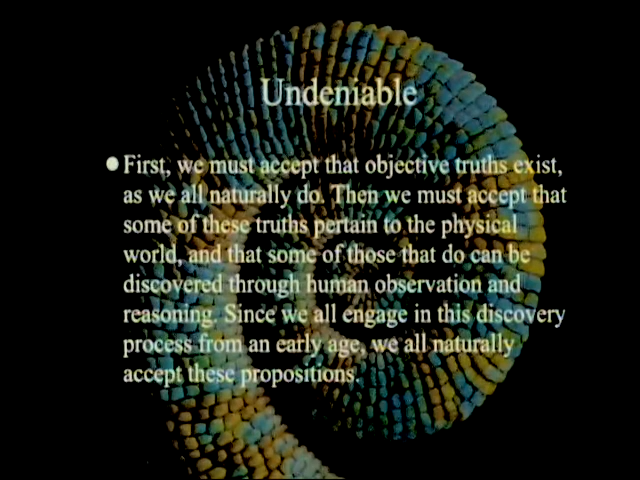 Undeniable
First, we must accept that objective truths exist,
as we all naturally do. Then we must accept that
some of these truths pertain to the physical
world, and that some of those that do can be
discovered through human observation and
reasoning. Since we all engage in this discovery
process from an early age, we all naturally
accept these propositions.